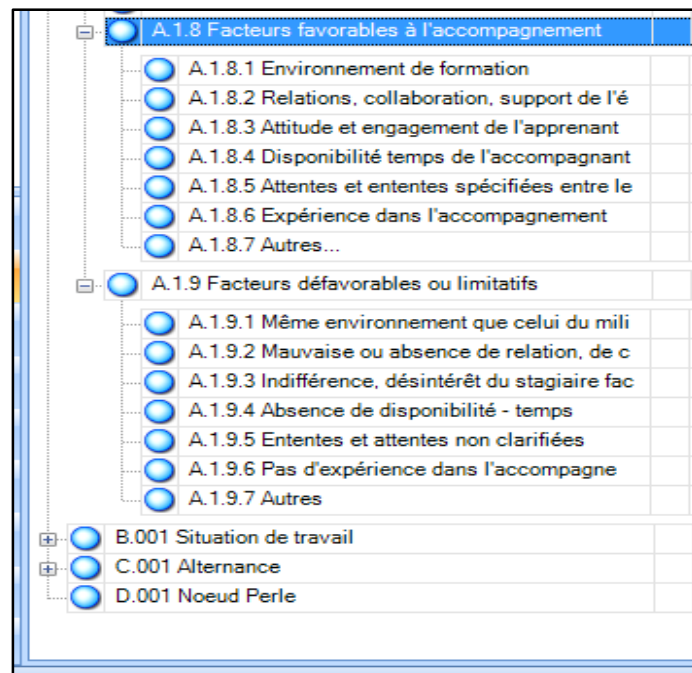 A.1.8 Facteurs favorables à l'accompagnement
A.1.8.1 Environnement de formation
A.1.8.2 Relations, collaboration, support de l'é
A.1.8.3 Attitude et engagement de l'apprenant
A.1.8.4 Disponibilité temps de l'accompagnant
A.1.8.5 Attentes et ententes spécifiées entre le
A.1.8.6 Expérience dans l'accompagnement
A.1.8.7 Autres...
A.1.9 Facteurs défavorables ou limitatifs
A.1.9.1 Même environnement que celui du mili
A.1.9.2 Mauvaise ou absence de relation, de c
A.1.9.3 Indifférence, désintérêt du stagiaire fac
A.1.9.4 Absence de disponibilité - temps
A.1.9.5 Ententes et attentes non clarifiées
A.1.9.6 Pas d'expérience dans l'accompagne
A.1.9.7 Autres
B.001 Situation de travail
C.001 Alternance
D.001 Noeud Perle